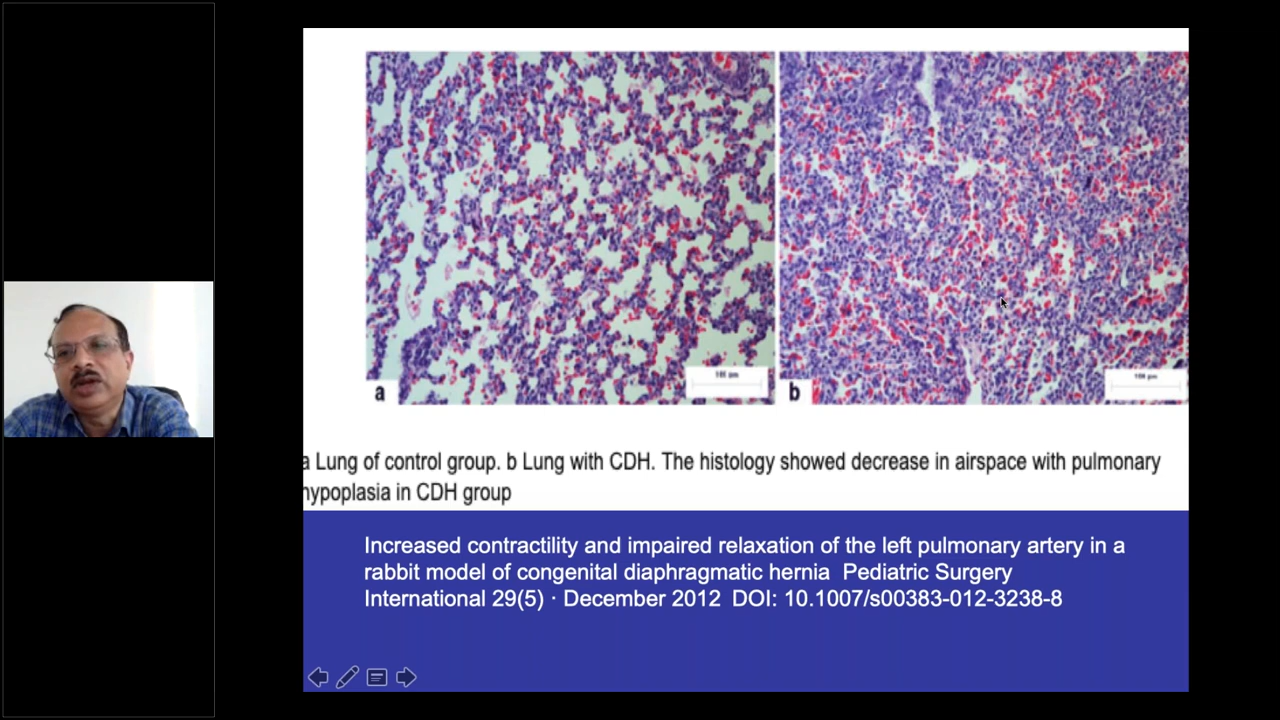 a
b
a Lung of control group. b Lung with CDH. The histology showed decrease in airspace with pulmonary
hypoplasia in CDH group
Increased contractility and impaired relaxation of the left pulmonary artery in a
rabbit model of congenital diaphragmatic hernia Pediatric Surgery
International 29(5) · December 2012 DOI: 10.1007/s00383-012-3238-8